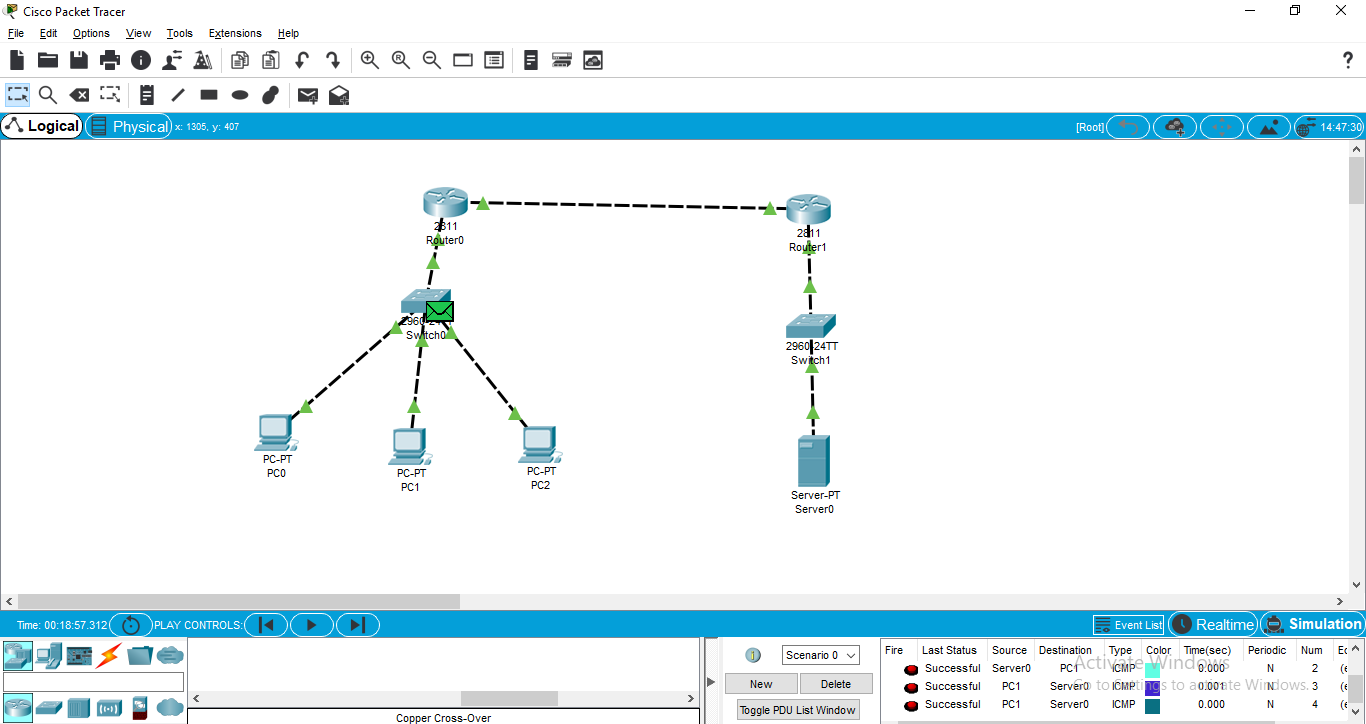 Cisco Packet Tracer
File Edit Options View Tools Extensions Help
Logical Physical x: 1305, y: 407 [Root] 14:47:30
2811
Router0
2811
Router1
2960-24TT
Switch0
2960-24TT
Switch1
PC-PT
PC0
PC-PT
PC1
PC-PT
PC2
Server-PT
Server0
Time: 00:18:57.312 PLAY CONTROLS: Event List Realtime Simulation
Scenario 0
New Delete
Toggle PDU List Window
Copper Cross-Over
Fire Last Status Source Destination Type Color Time(sec) Periodic Num
Successful Server0 PC1 ICMP 0.000 N 2
Successful PC1 Server0 ICMP 0.001 N 3
Successful PC1 Server0 ICMP 0.000 N 4
Activate Windows
Go to Settings to activate Windows.